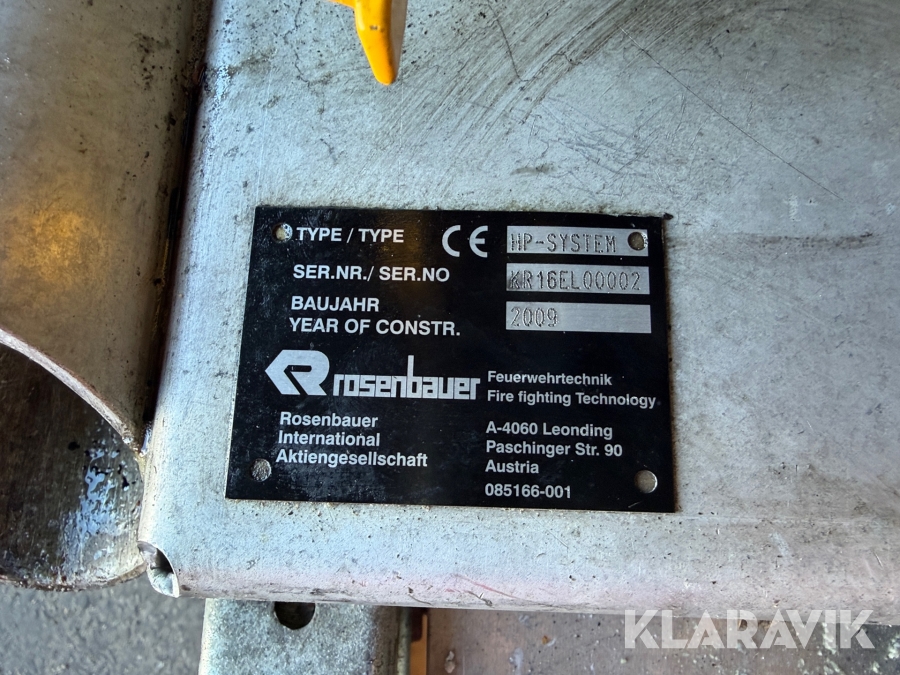 TYPE / TYPE CE HP-SYSTEM
SER.NR./ SER.NO KR16EL00002
BAUJAHR
YEAR OF CONSTR. 2009
R rosenbauer
Feuerwehrtechnik
Fire fighting Technology
Rosenbauer
International
Aktiengesellschaft
A-4060 Leonding
Paschinger Str. 90
Austria
085166-001
KLARAVIK